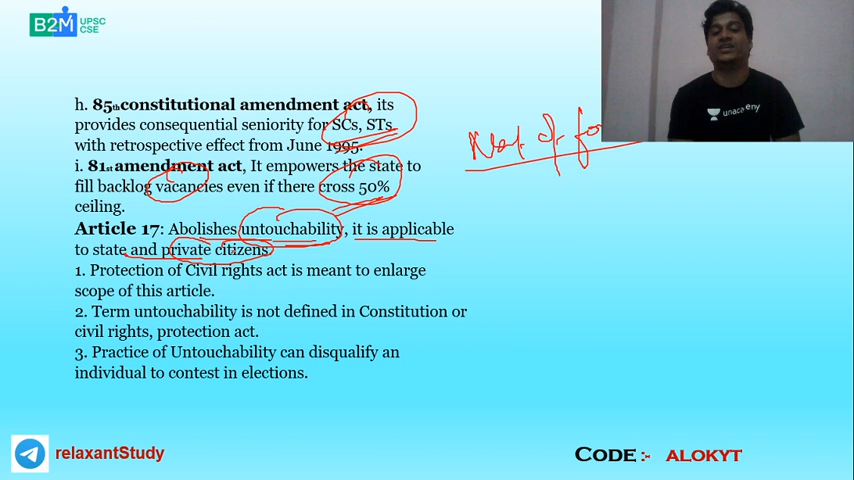 B2M UPSC
CSE
unacademy
h. 85th constitutional amendment act, its
provides consequential seniority for SCs, STs
with retrospective effect from June 1995.
i. 81st amendment act, It empowers the state to
fill backlog vacancies even if there cross 50%
ceiling.
Article 17: Abolishes untouchability, it is applicable
to state and private citizens
1. Protection of Civil rights act is meant to enlarge
scope of this article.
2. Term untouchability is not defined in Constitution or
civil rights, protection act.
3. Practice of Untouchability can disqualify an
individual to contest in elections.
relaxantStudy
CODE :- ALOKYT